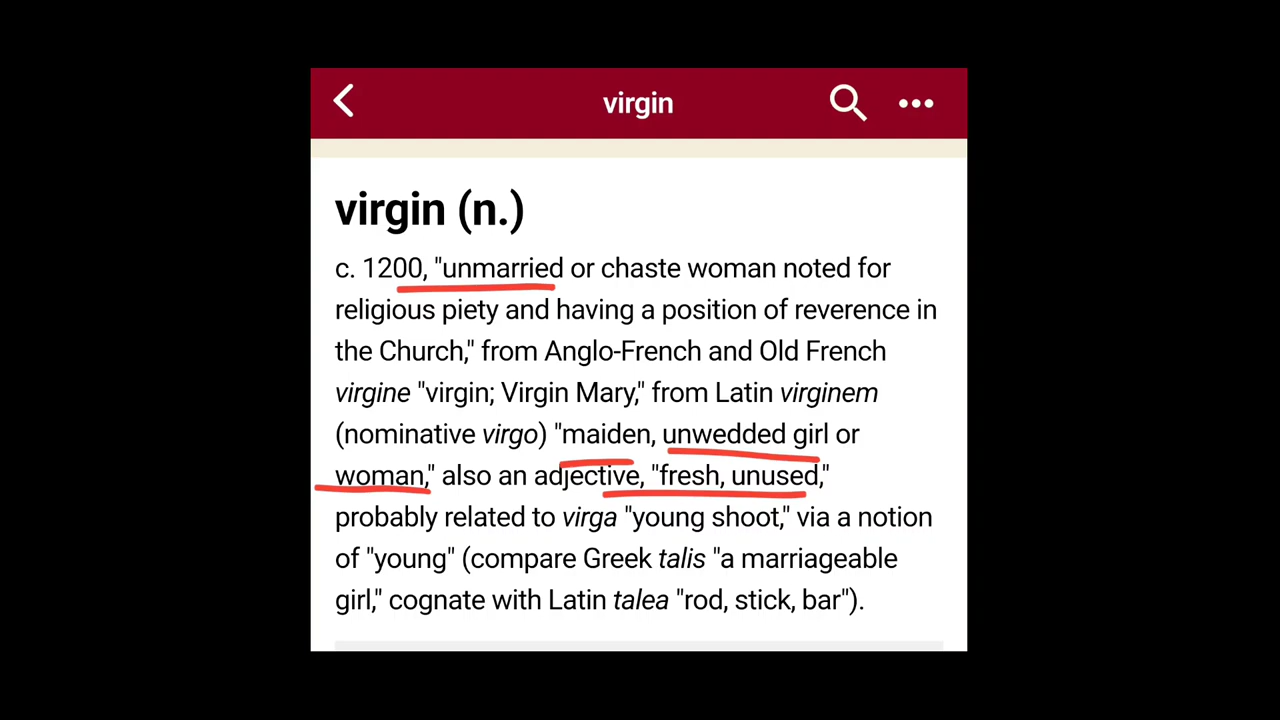 virgin
virgin (n.)
c. 1200, "unmarried or chaste woman noted for
religious piety and having a position of reverence in
the Church," from Anglo-French and Old French
virgine "virgin; Virgin Mary," from Latin virginem
(nominative virgo) "maiden, unwedded girl or
woman," also an adjective, "fresh, unused,"
probably related to virga "young shoot," via a notion
of "young" (compare Greek talis "a marriageable
girl," cognate with Latin talea "rod, stick, bar").